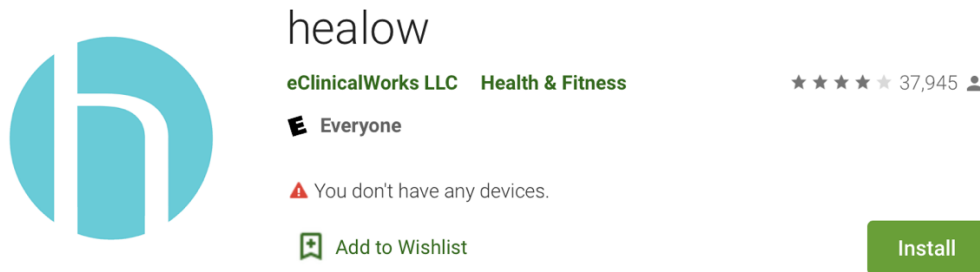 healow
eClinicalWorks LLC Health & Fitness 37,945
E Everyone
You don't have any devices.
Add to Wishlist
Install